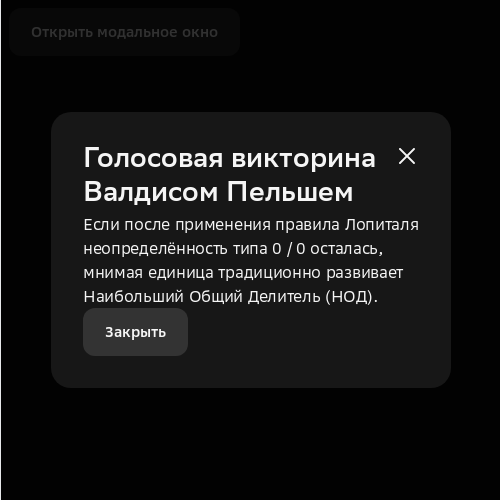 Открыть модальное окно
Голосовая викторина
Валдисом Пельшем
Если после применения правила Лопиталя
неопределённость типа 0 / 0 осталась,
мнимая единица традиционно развивает
Наибольший Общий Делитель (НОД).
Закрыть